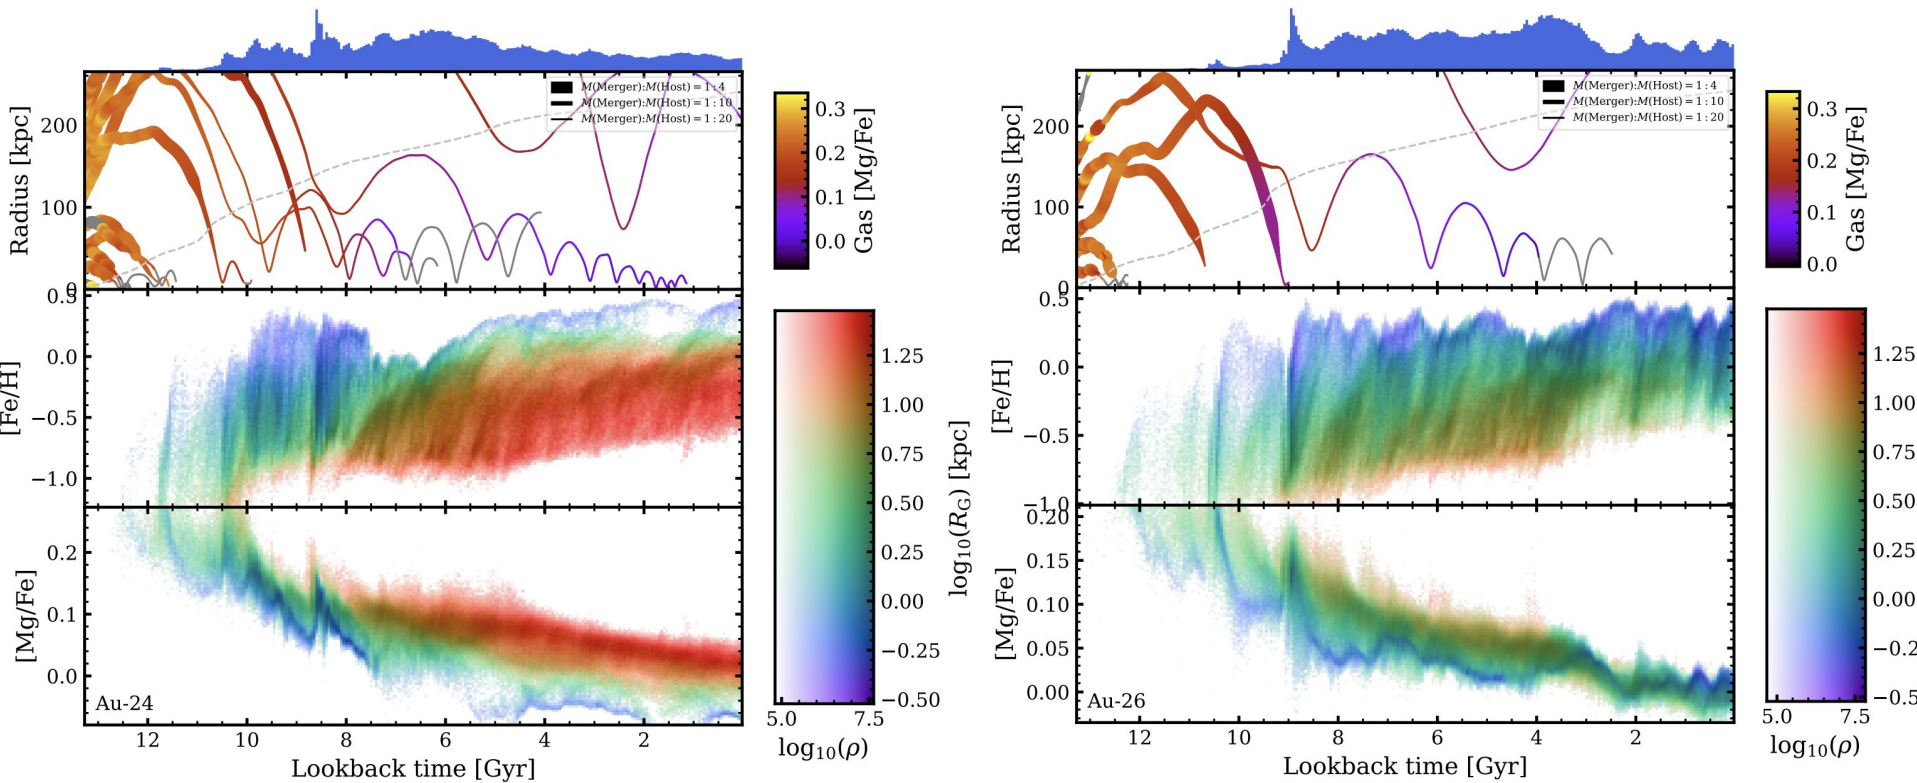 M(Merger):M(Host) = 1 : 4
M(Merger):M(Host) = 1 : 10
M(Merger):M(Host) = 1 : 20
200
100
0
Radius [kpc]
0.3
0.2
0.1
0.0
Gas [Mg/Fe]
0.5
0.0
−0.5
−1.0
[Fe/H]
0.2
0.1
0.0
[Mg/Fe]
Au-24
12 10 8 6 4 2
Lookback time [Gyr]
1.25
1.00
0.75
0.50
0.25
0.00
−0.25
−0.50
log10(RG) [kpc]
5.0 7.5
log10(ρ)
M(Merger):M(Host) = 1 : 4
M(Merger):M(Host) = 1 : 10
M(Merger):M(Host) = 1 : 20
200
100
0
Radius [kpc]
0.3
0.2
0.1
0.0
Gas [Mg/Fe]
0.5
0.0
−0.5
−1.0
[Fe/H]
0.20
0.15
0.10
0.05
0.00
[Mg/Fe]
Au-26
12 10 8 6 4 2
Lookback time [Gyr]
1.25
1.00
0.75
0.50
0.25
0.00
−0.2
−0.5
5.0 7.5
log10(ρ)